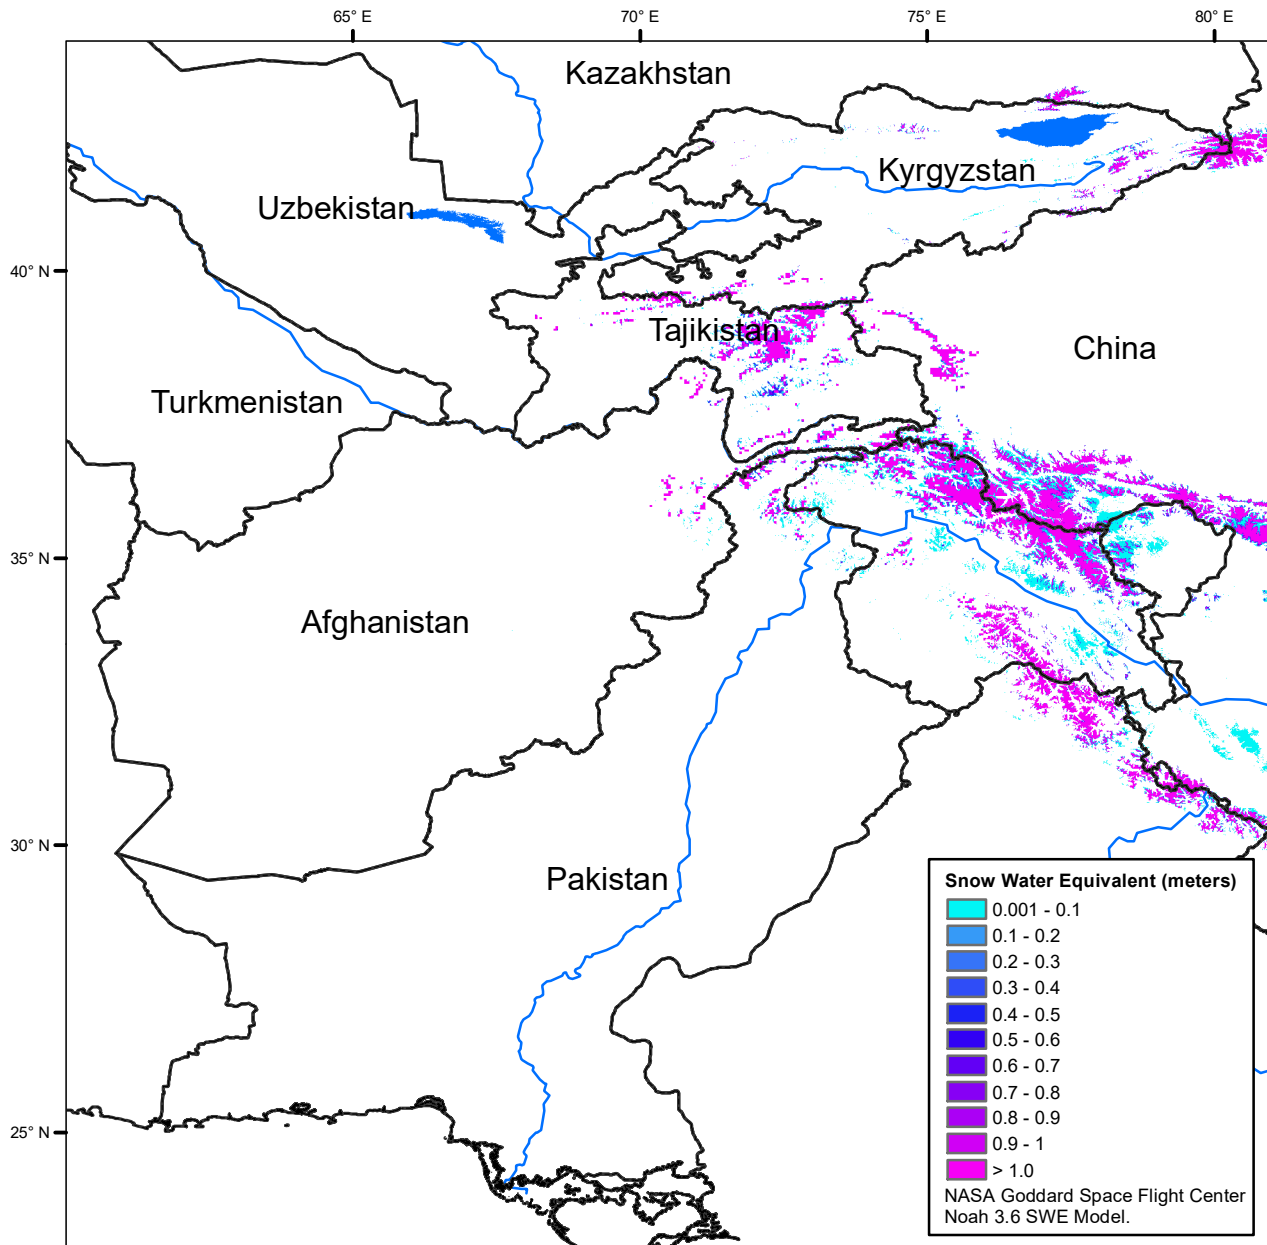 65° E
70° E
75° E
80° E
Kazakhstan
Kyrgyzstan
Uzbekistan
40° N
Tajikistan
China
Turkmenistan
35° N
Afghanistan
30° N
Pakistan
25° N
Snow Water Equivalent (meters)
0.001 - 0.1
0.1 - 0.2
0.2 - 0.3
0.3 - 0.4
0.4 - 0.5
0.5 - 0.6
0.6 - 0.7
0.7 - 0.8
0.8 - 0.9
0.9 - 1
> 1.0
NASA Goddard Space Flight Center
Noah 3.6 SWE Model.